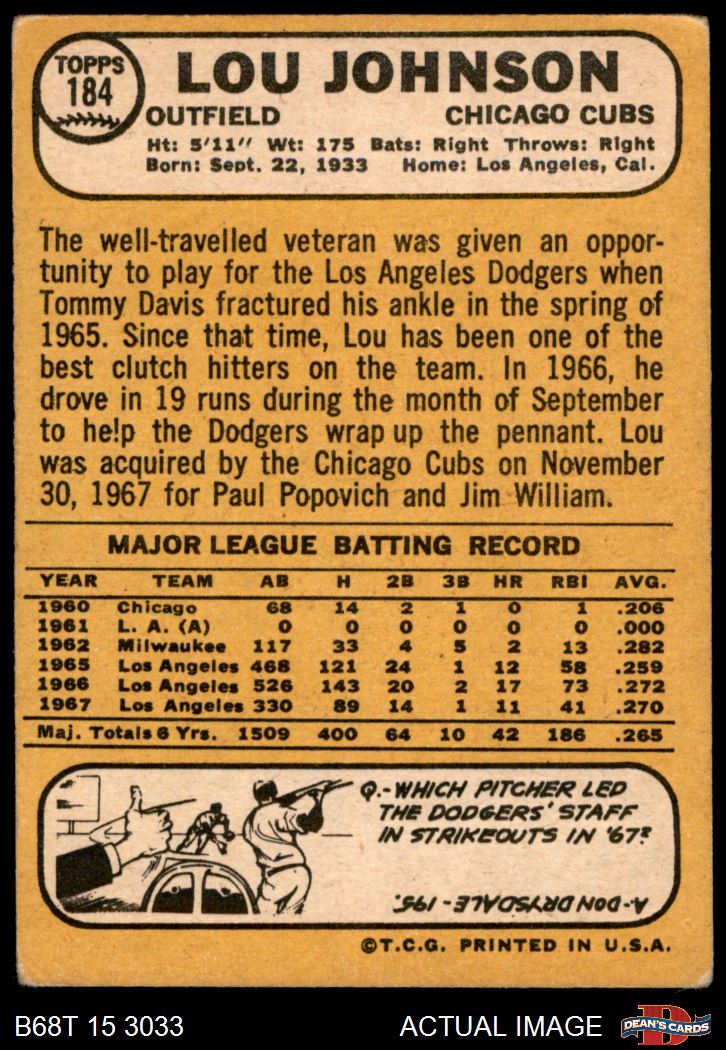 TOPPS
184
LOU JOHNSON
OUTFIELD CHICAGO CUBS
Ht: 5'11" Wt: 175 Bats: Right Throws: Right
Born: Sept. 22, 1933 Home: Los Angeles, Cal.
The well-travelled veteran was given an oppor-
tunity to play for the Los Angeles Dodgers when
Tommy Davis fractured his ankle in the spring of
1965. Since that time, Lou has been one of the
best clutch hitters on the team. In 1966, he
drove in 19 runs during the month of September
to help the Dodgers wrap up the pennant. Lou
was acquired by the Chicago Cubs on November
30, 1967 for Paul Popovich and Jim William.
MAJOR LEAGUE BATTING RECORD
YEAR TEAM AB H 2B 3B HR RBI AVG.
1960 Chicago 68 14 2 1 0 1 .206
1961 L. A. (A) 0 0 0 0 0 0 .000
1962 Milwaukee 117 33 4 5 2 13 .282
1965 Los Angeles 468 121 24 1 12 58 .259
1966 Los Angeles 526 143 20 2 17 73 .272
1967 Los Angeles 330 89 14 1 11 41 .270
Maj. Totals 6 Yrs. 1509 400 64 10 42 186 .265
Q.-WHICH PITCHER LED
THE DODGERS' STAFF
IN STRIKEOUTS IN '67?
A-DON DRYSDALE-196.
©T.C.G. PRINTED IN U.S.A.
B68T 15 3033 ACTUAL IMAGE DEAN'S CARDS